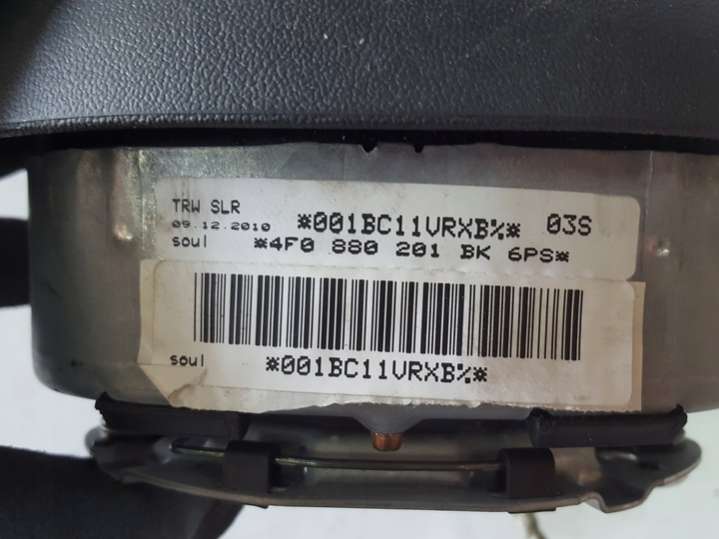 TRW SLR
09.12.2010 *001BC11VRXB%* 03S
soul *4F0 880 201 BK 6PS*
soul *001BC11VRXB%*